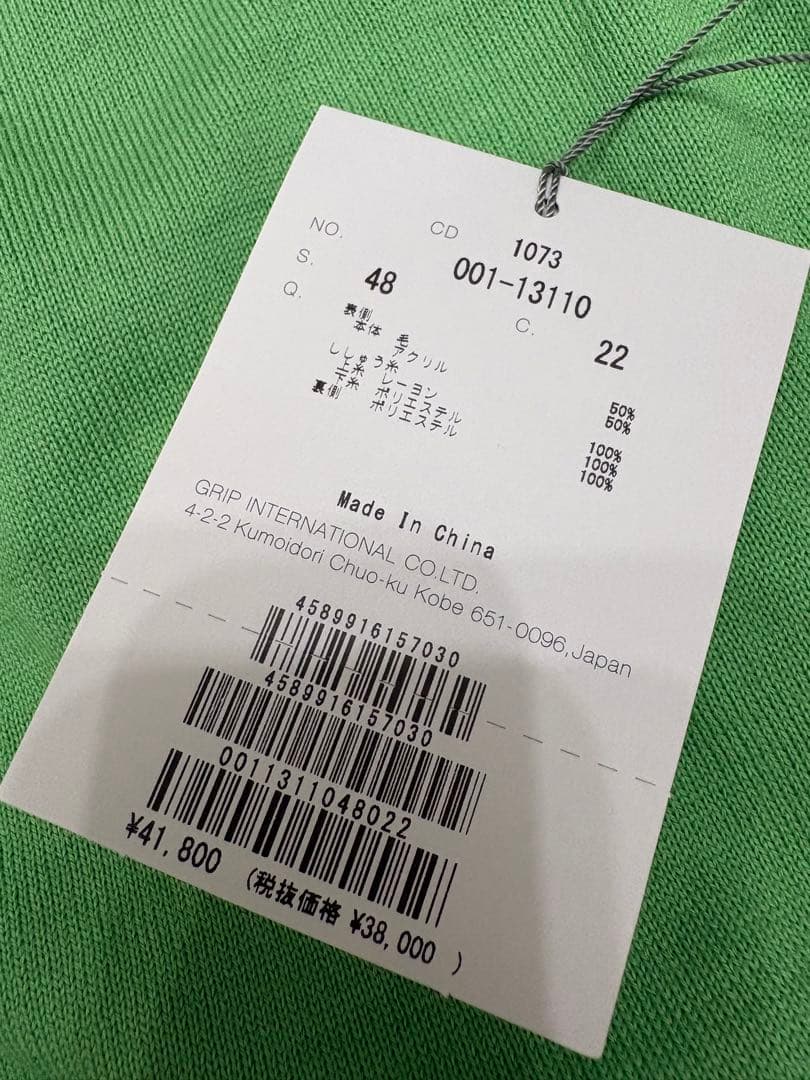 NO. CD 1073
001-13110
S. 48 C. 22
Q.
表側
本体 毛 50%
アクリル 50%
ししゅう糸
上糸 レーヨン 100%
下糸 ポリエステル 100%
裏側 ポリエステル 100%
Made In China
GRIP INTERNATIONAL CO.LTD.
4-2-2 Kumoidori Chuo-ku Kobe 651-0096,Japan
4589916157030
4589916157030
0011311048022
¥41,800 (税抜価格 ¥38,000 )